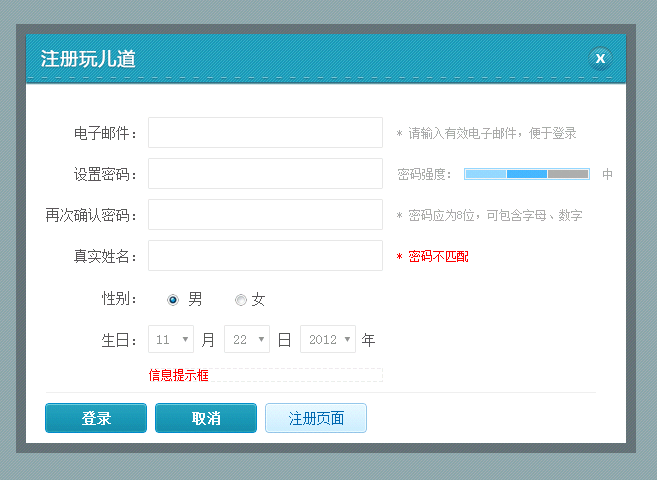 注册玩儿道 x
电子邮件： * 请输入有效电子邮件，便于登录
设置密码： 密码强度： 中
再次确认密码： * 密码应为8位，可包含字母、数字
真实姓名： * 密码不匹配
性别： 男 女
生日： 11 月 22 日 2012 年
信息提示框
登录 取消 注册页面